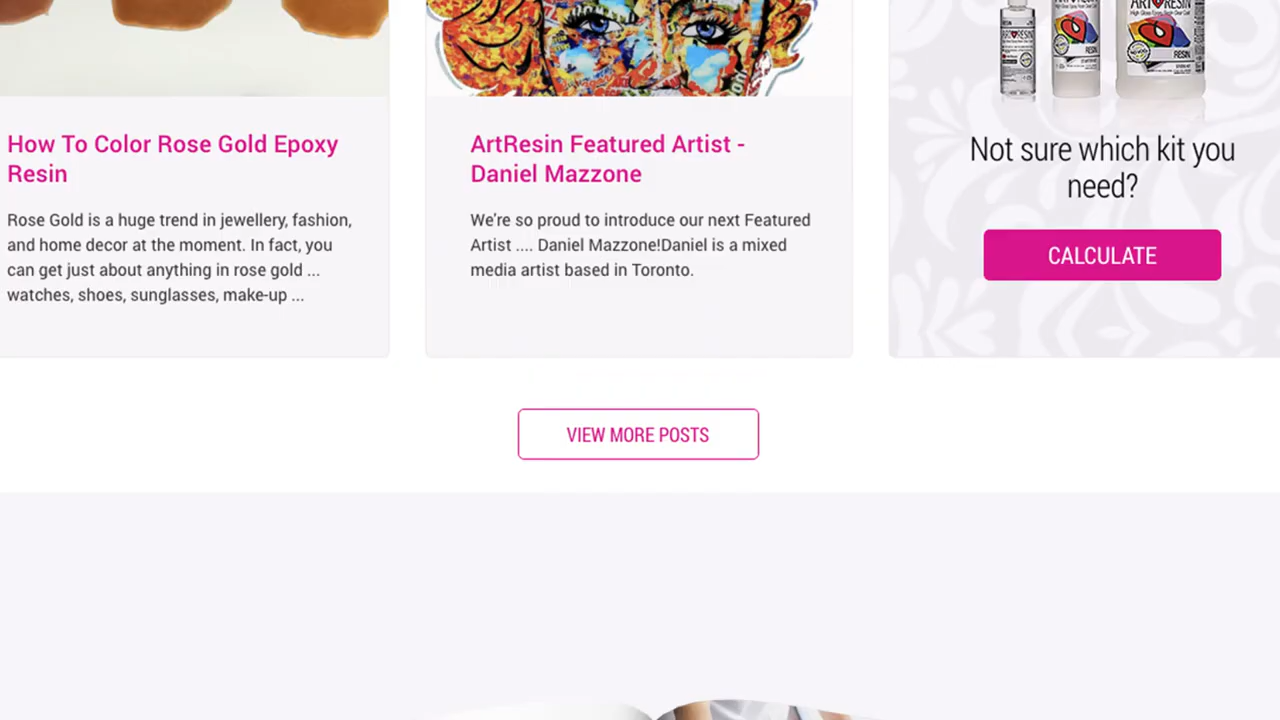 How To Color Rose Gold Epoxy
Resin
Rose Gold is a huge trend in jewellery, fashion,
and home decor at the moment. In fact, you
can get just about anything in rose gold ...
watches, shoes, sunglasses, make-up ...
ArtResin Featured Artist -
Daniel Mazzone
We're so proud to introduce our next Featured
Artist .... Daniel Mazzone!Daniel is a mixed
media artist based in Toronto.
RESIN
RESIN
Not sure which kit you
need?
CALCULATE
VIEW MORE POSTS